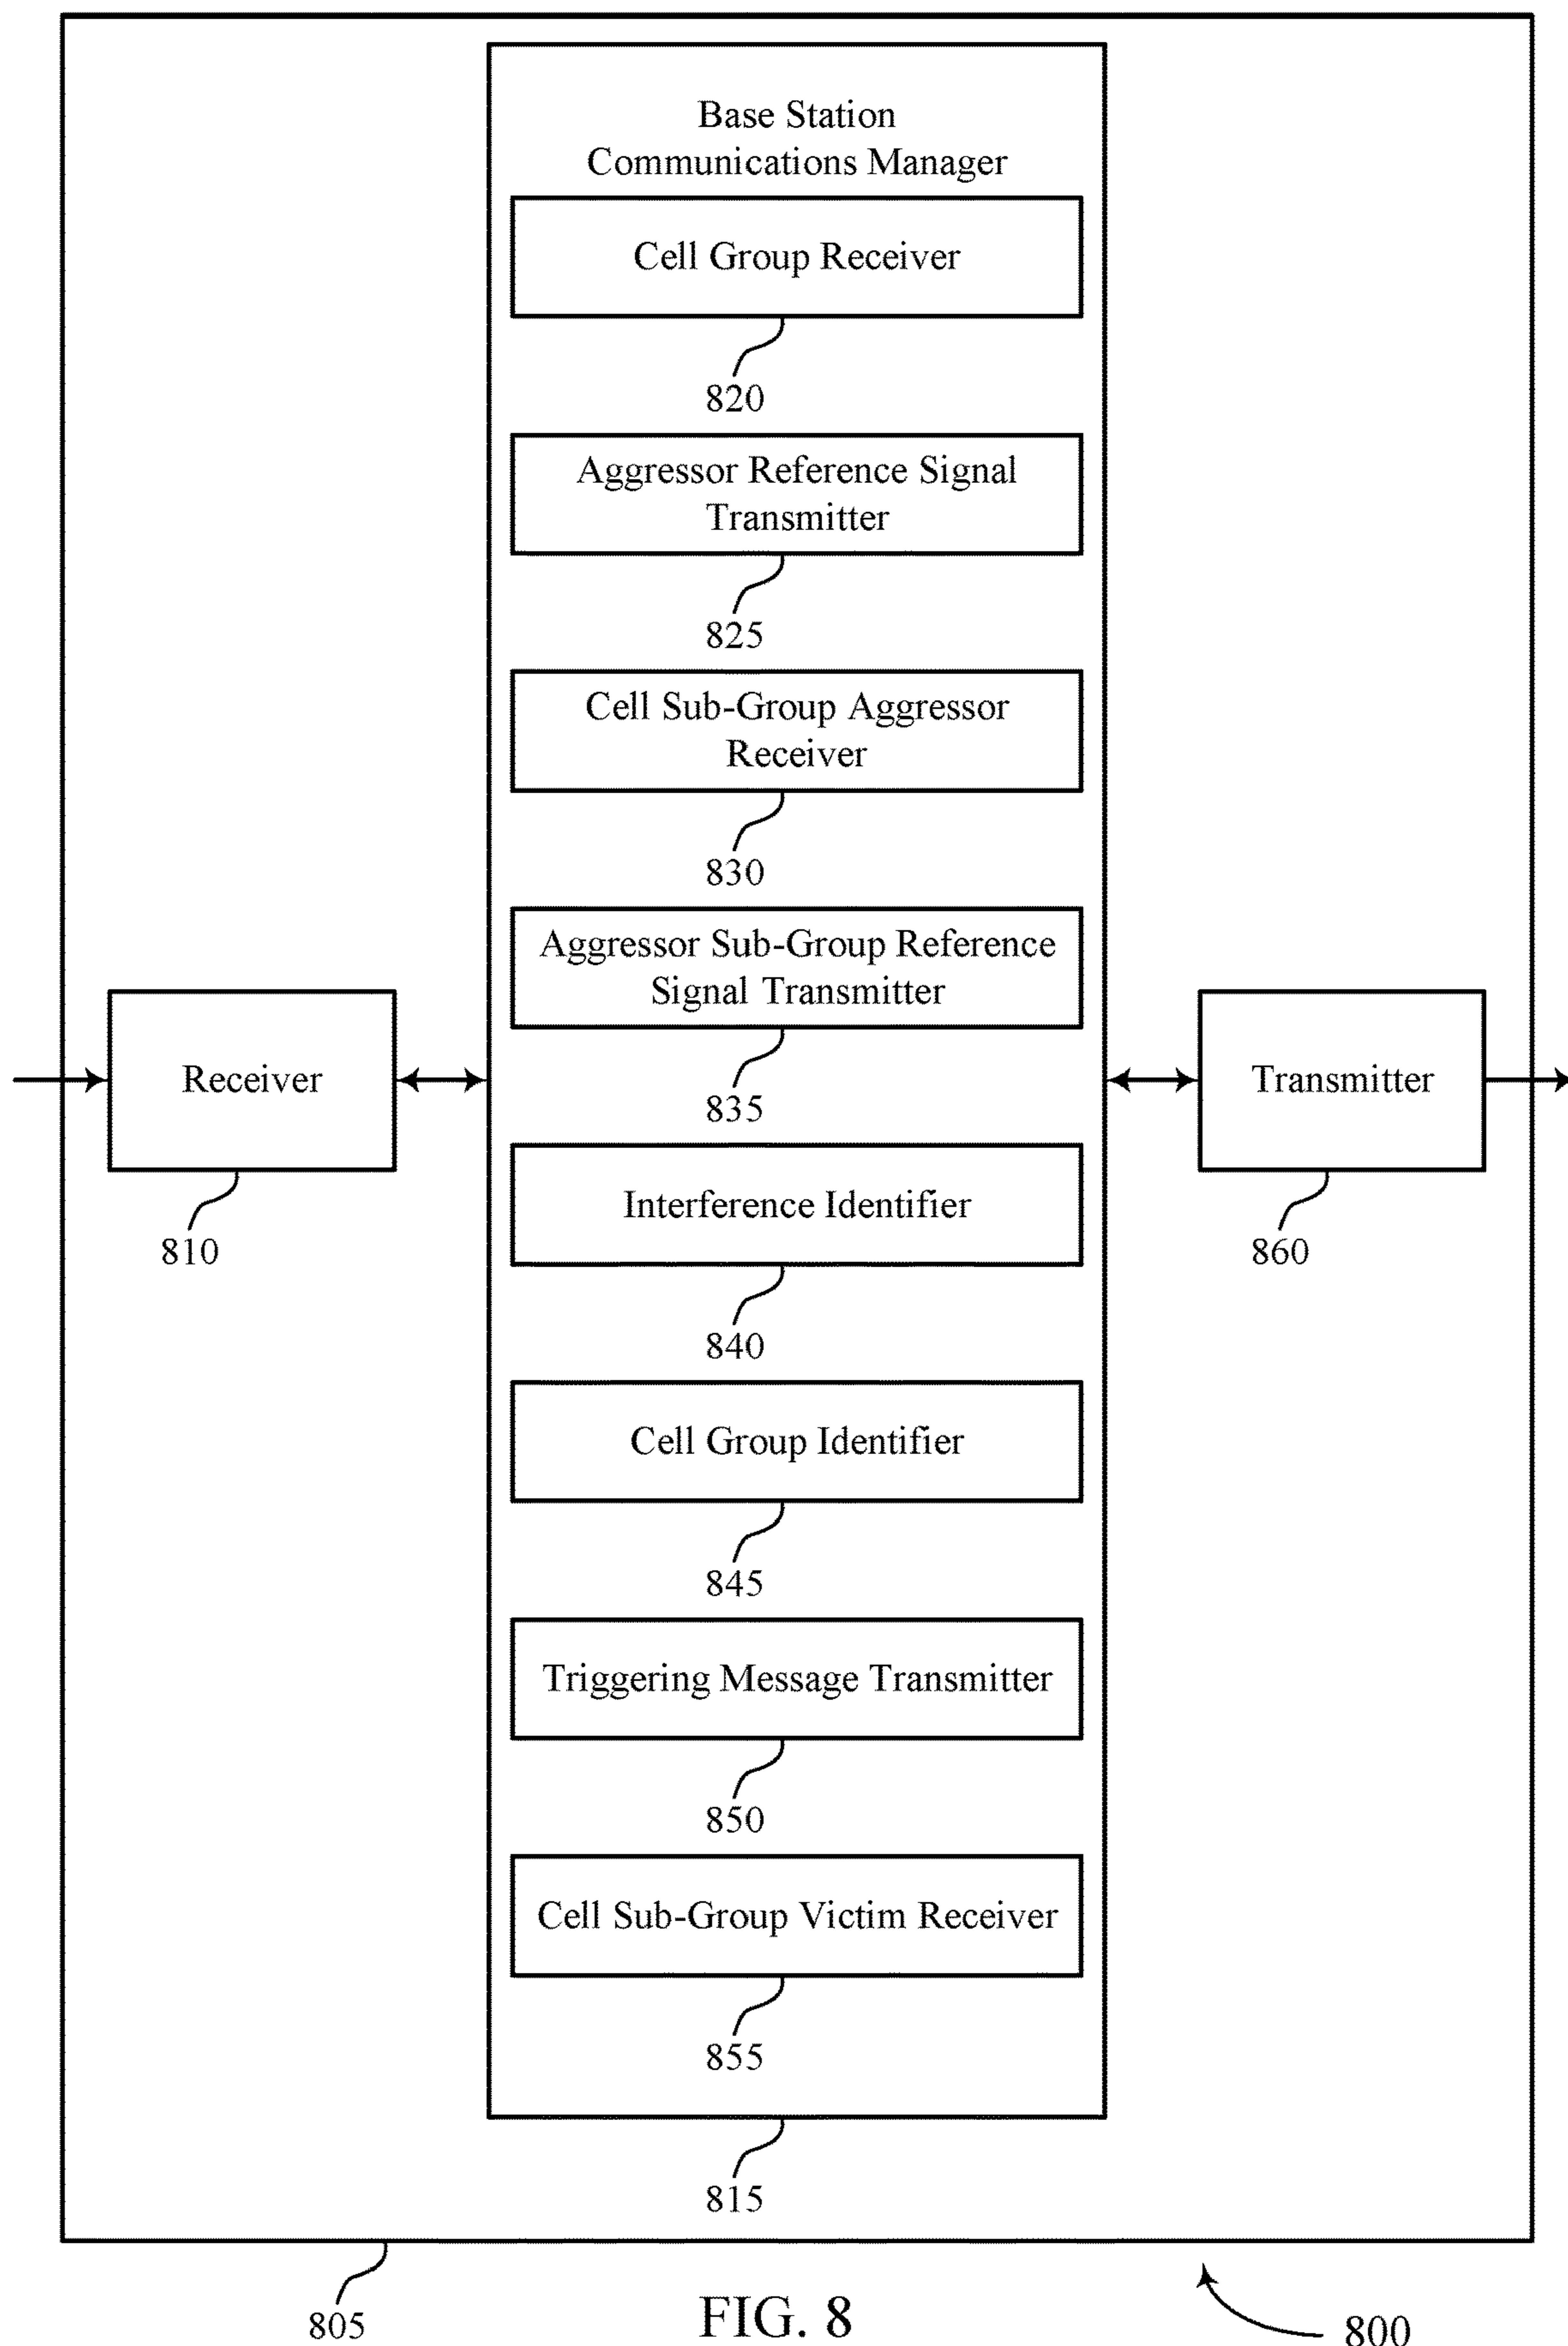 Base Station
Communications Manager
Cell Group Receiver
820
Aggressor Reference Signal
Transmitter
825
Cell Sub-Group Aggressor
Receiver
830
Aggressor Sub-Group Reference
Signal Transmitter
835
Receiver
810
Transmitter
860
Interference Identifier
840
Cell Group Identifier
845
Triggering Message Transmitter
850
Cell Sub-Group Victim Receiver
855
815
805
FIG. 8
800